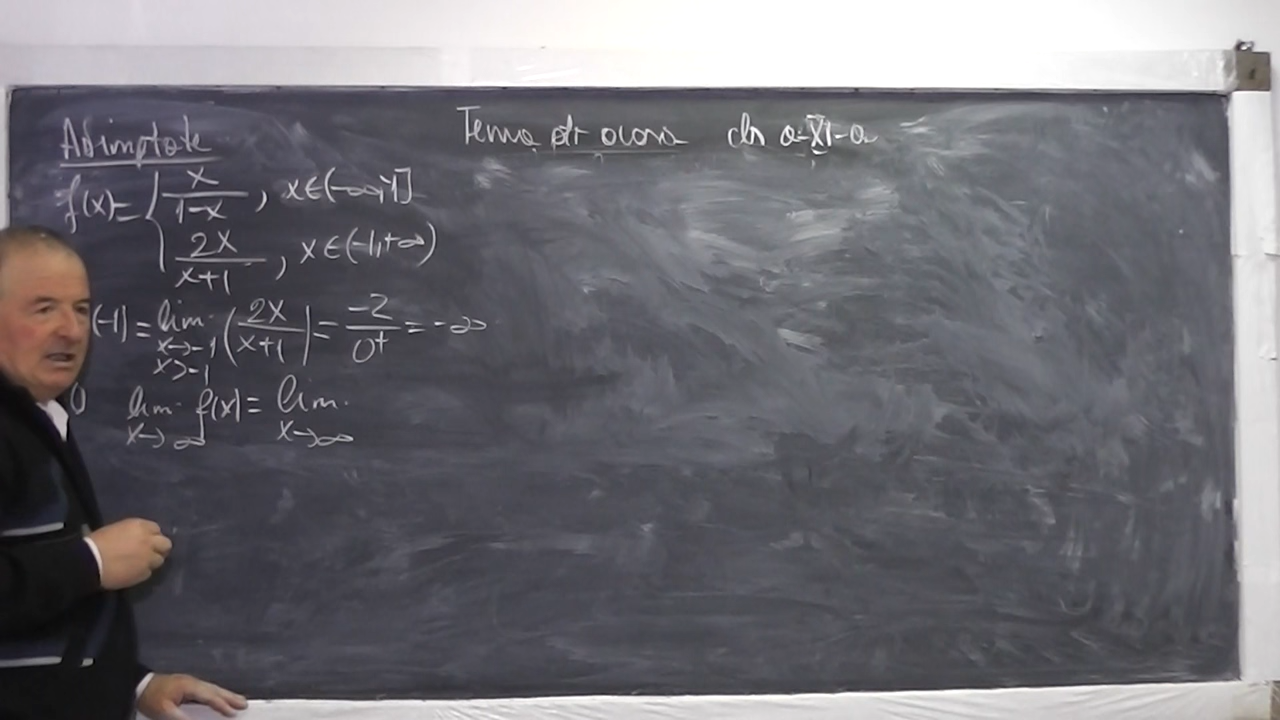 Asimptote
Tema de acasa cls a-XI-a
f(x)={ x/(1-x), x∈(-∞;-1]
2x/(x+1), x∈(-1,+∞)
(-1)=lim x→-1 x>-1 (2x/(x+1))=-2/0+=-∞
lim x→∞ f(x)=lim x→∞